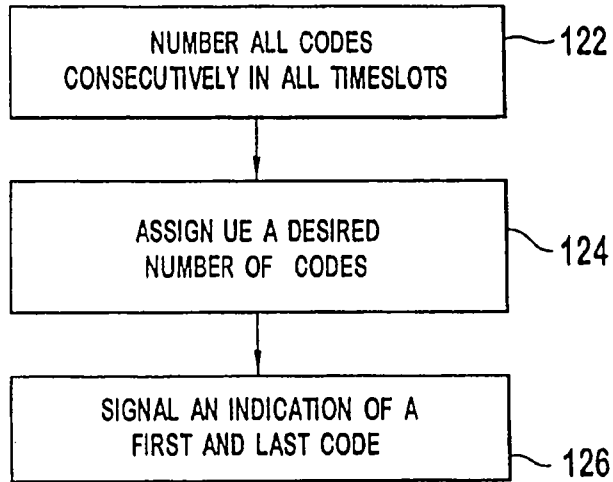 NUMBER ALL CODES
CONSECUTIVELY IN ALL TIMESLOTS
122
ASSIGN UE A DESIRED
NUMBER OF CODES
124
SIGNAL AN INDICATION OF A
FIRST AND LAST CODE
126